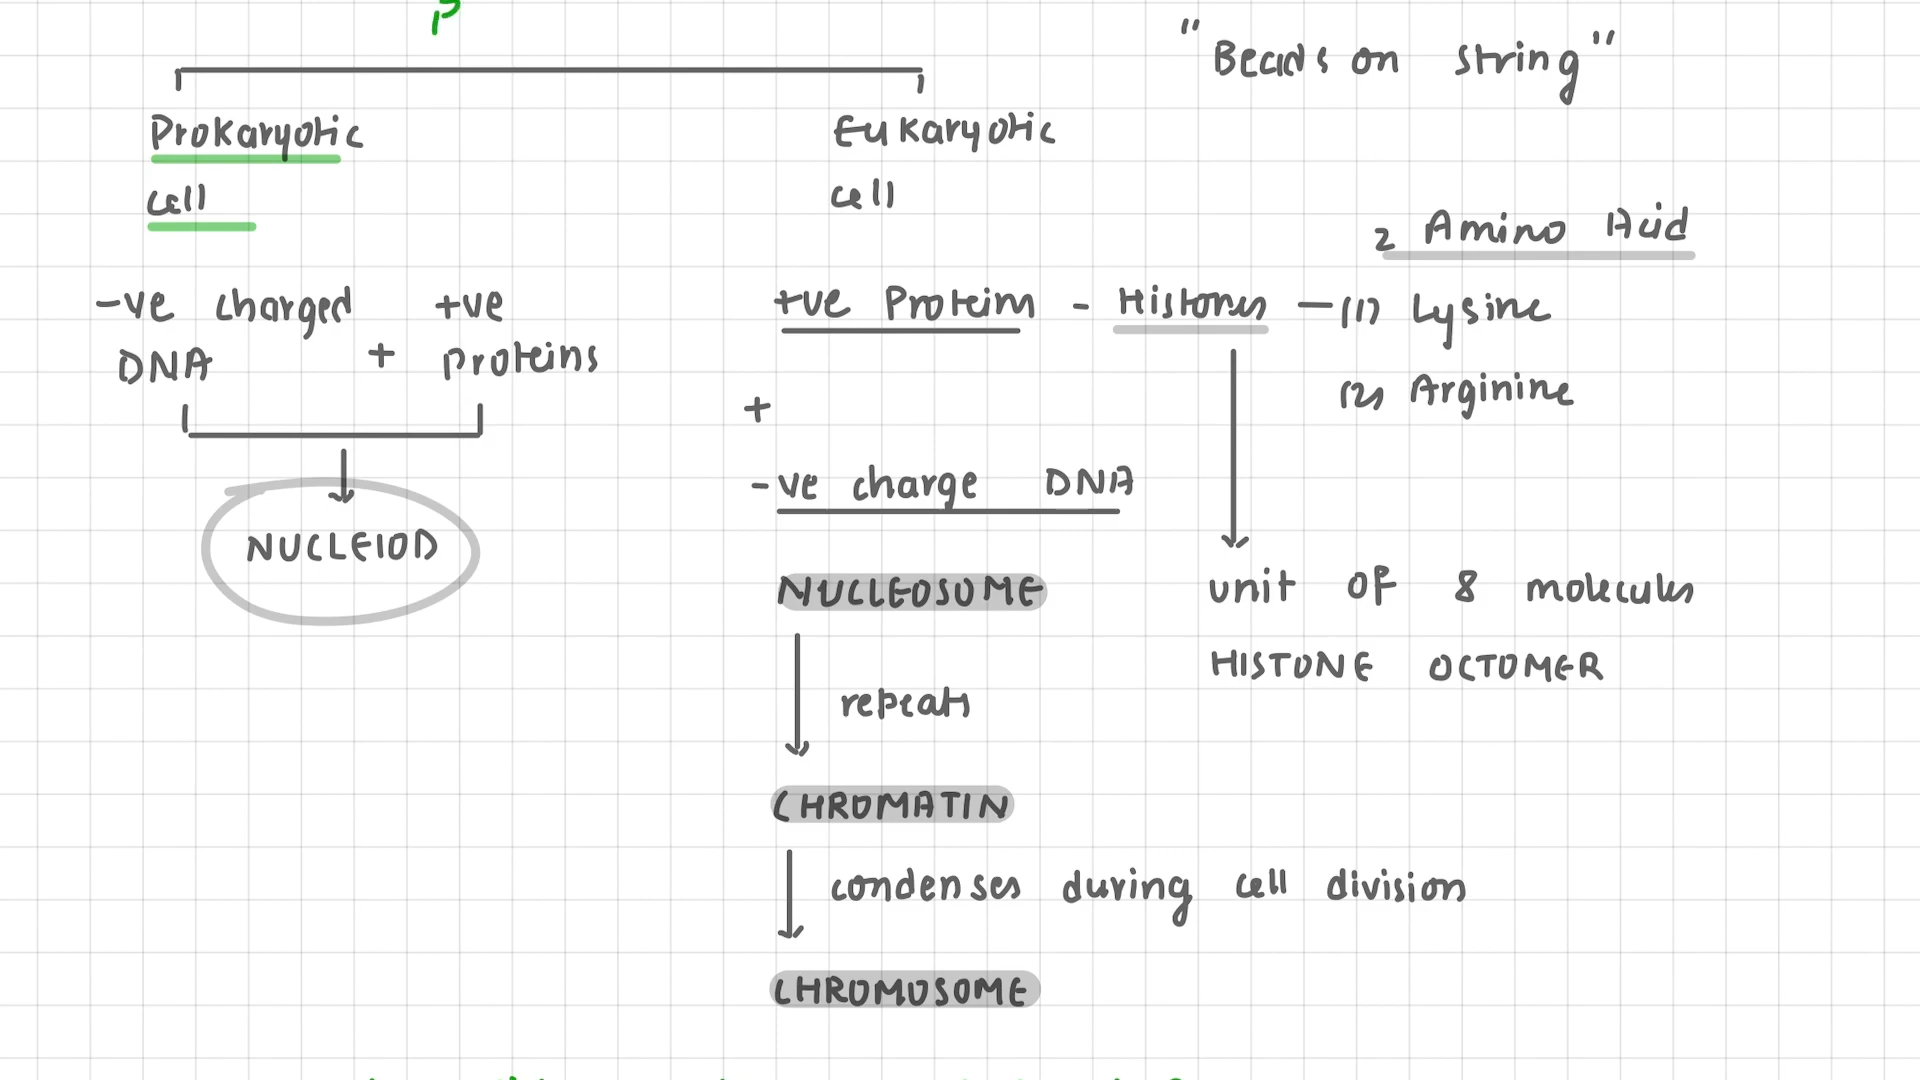 "Beads on string"
Prokaryotic
cell
Eukaryotic
cell
2 Amino Acid
-ve charged
DNA
+
+ve
proteins
NUCLEIOD
+ve Protein - Histones - (1) Lysine
(2) Arginine
+
-ve charge DNA
NUCLEOSOME
unit OF 8 molecules
HISTONE OCTOMER
repeats
CHROMATIN
condenses during cell division
CHROMOSOME